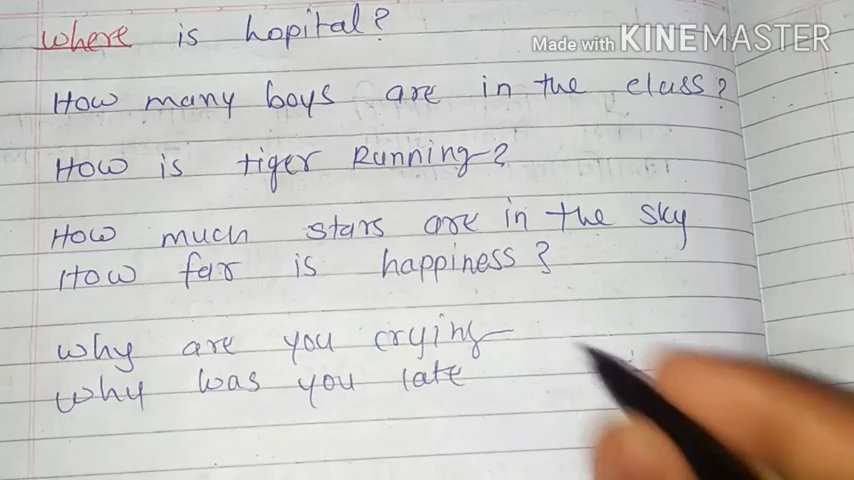 where is hopital?
Made with KINEMASTER
How many boys are in the class?
How is tiger Running?
How much stars are in the sky
How far is happiness?
why are you crying
why was you late